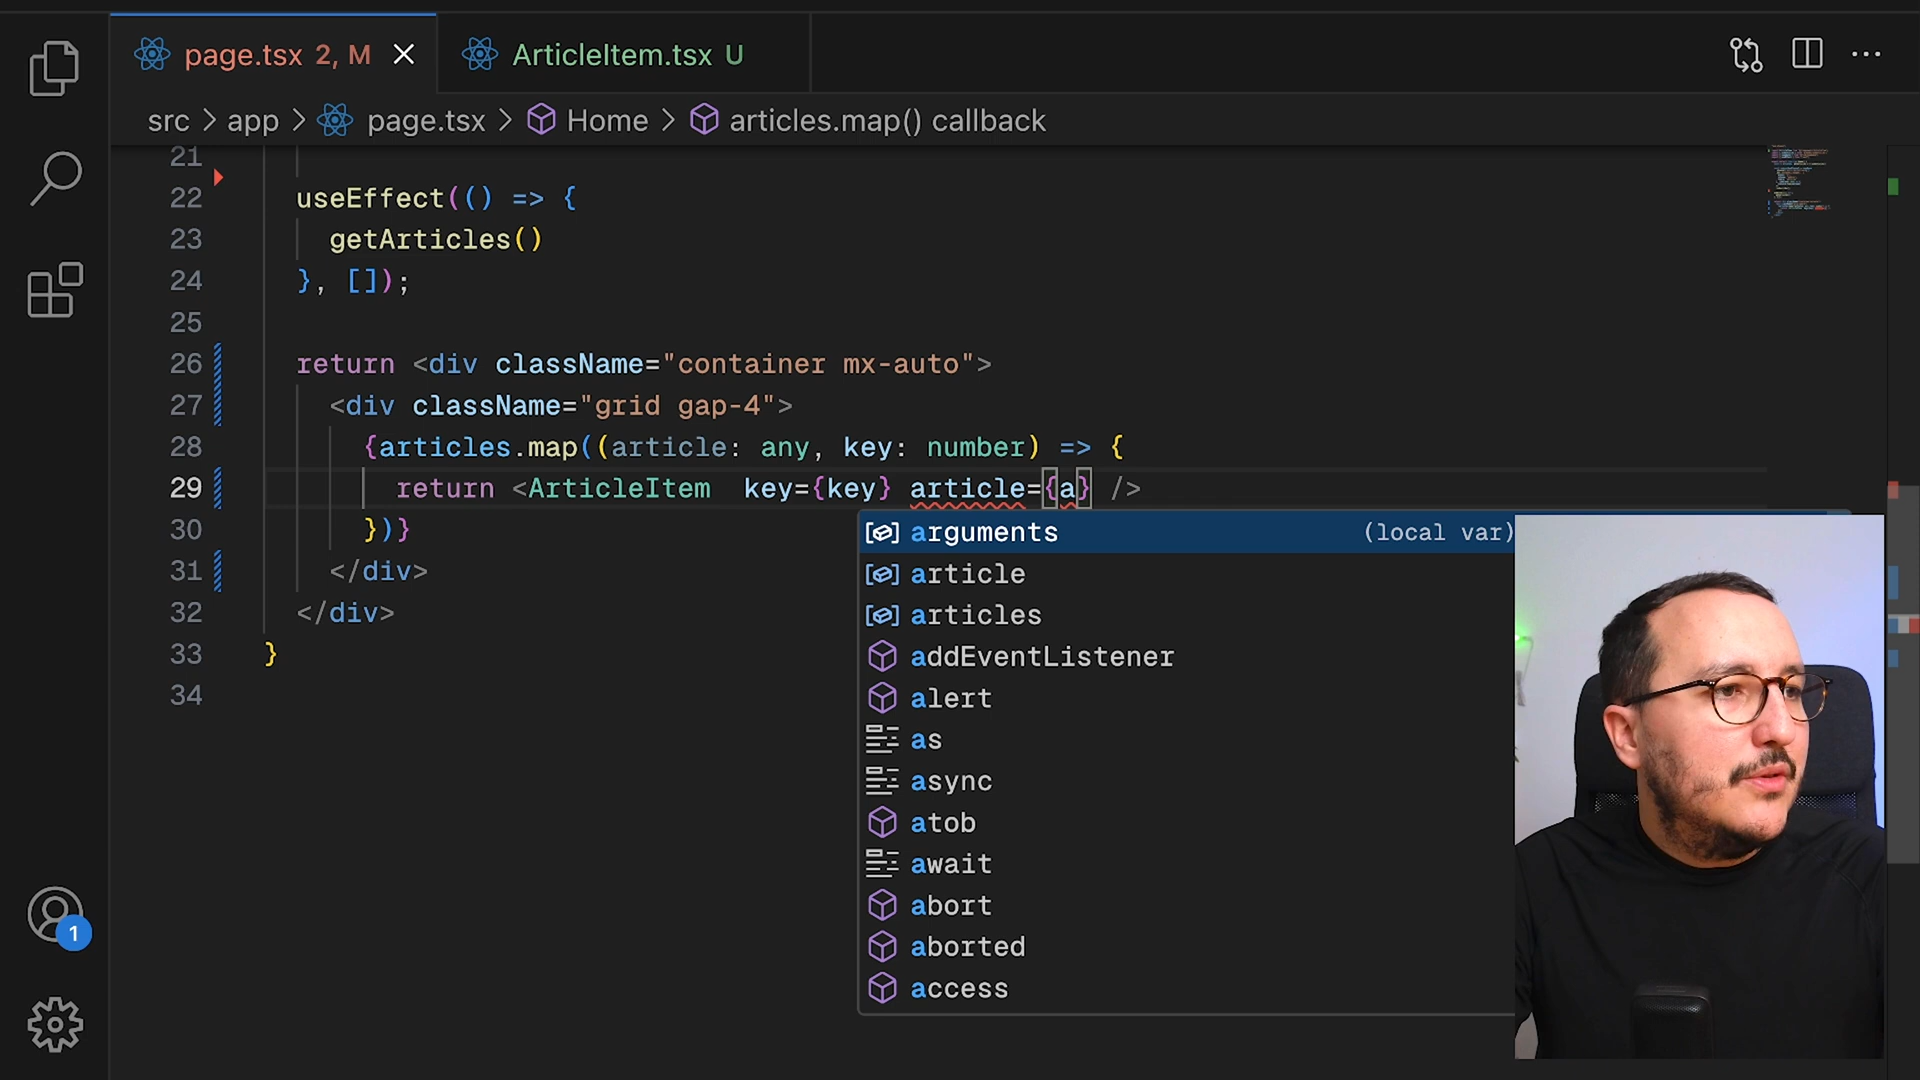 page.tsx 2, M
ArticleItem.tsx U
src > app > page.tsx > Home > articles.map() callback
21
22 useEffect(() => {
23 getArticles()
24 }, []);
25
26 return <div className="container mx-auto">
27 <div className="grid gap-4">
28 {articles.map((article: any, key: number) => {
29 return <ArticleItem  key={key} article={a} />
30 })}
31 </div>
32 </div>
33 }
34
arguments (local var)
article
articles
addEventListener
alert
as
async
atob
await
abort
aborted
access
1